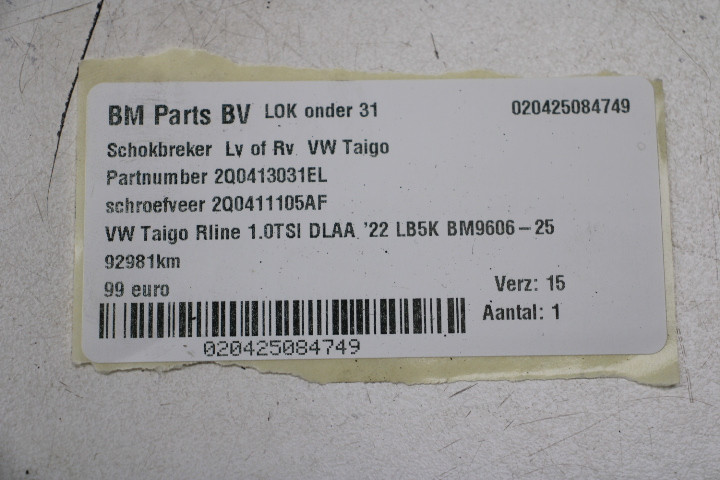 BM Parts BV LOK onder 31 020425084749
Schokbreker Lv of Rv VW Taigo
Partnumber 2Q0413031EL
schroefveer 2Q0411105AF
VW Taigo Rline 1.0TSI DLAA '22 LB5K BM9606-25
92981km
99 euro Verz: 15
Aantal: 1
020425084749